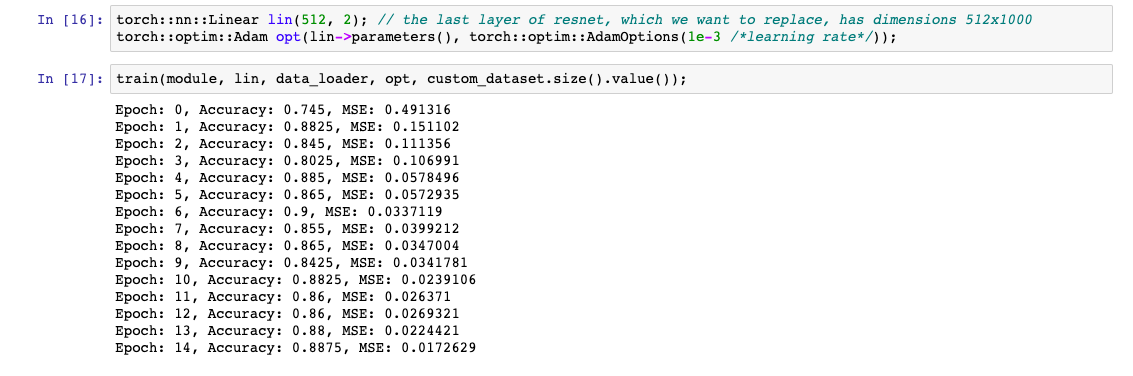 In [16]: torch::nn::Linear lin(512, 2); // the last layer of resnet, which we want to replace, has dimensions 512x1000
torch::optim::Adam opt(lin->parameters(), torch::optim::AdamOptions(1e-3 /*learning rate*/));
In [17]: train(module, lin, data_loader, opt, custom_dataset.size().value());
Epoch: 0, Accuracy: 0.745, MSE: 0.491316
Epoch: 1, Accuracy: 0.8825, MSE: 0.151102
Epoch: 2, Accuracy: 0.845, MSE: 0.111356
Epoch: 3, Accuracy: 0.8025, MSE: 0.106991
Epoch: 4, Accuracy: 0.885, MSE: 0.0578496
Epoch: 5, Accuracy: 0.865, MSE: 0.0572935
Epoch: 6, Accuracy: 0.9, MSE: 0.0337119
Epoch: 7, Accuracy: 0.855, MSE: 0.0399212
Epoch: 8, Accuracy: 0.865, MSE: 0.0347004
Epoch: 9, Accuracy: 0.8425, MSE: 0.0341781
Epoch: 10, Accuracy: 0.8825, MSE: 0.0239106
Epoch: 11, Accuracy: 0.86, MSE: 0.026371
Epoch: 12, Accuracy: 0.86, MSE: 0.0269321
Epoch: 13, Accuracy: 0.88, MSE: 0.0224421
Epoch: 14, Accuracy: 0.8875, MSE: 0.0172629